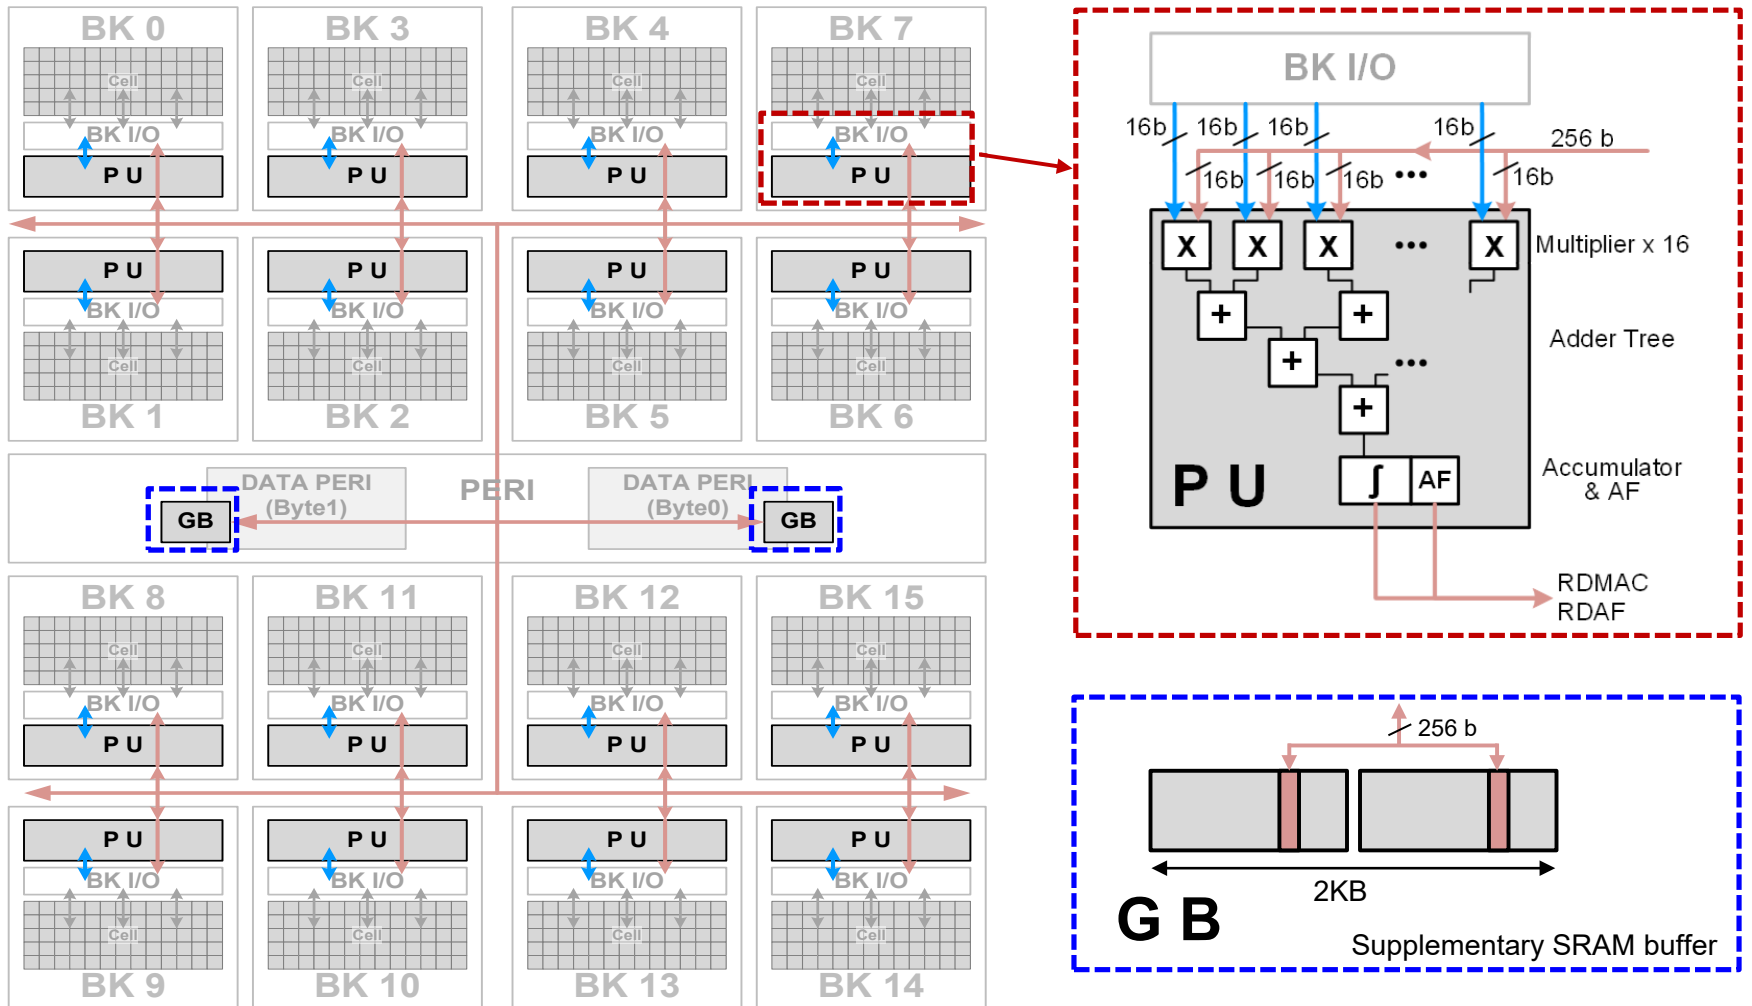 BK 0
BK 3
BK 4
BK 7
Cell
Cell
Cell
Cell
BK I/O
BK I/O
BK I/O
BK I/O
P U
P U
P U
P U
P U
P U
P U
P U
BK I/O
BK I/O
BK I/O
BK I/O
Cell
Cell
Cell
Cell
BK 1
BK 2
BK 5
BK 6
DATA PERI
(Byte1)
PERI
DATA PERI
(Byte0)
GB
GB
BK 8
BK 11
BK 12
BK 15
Cell
Cell
Cell
Cell
BK I/O
BK I/O
BK I/O
BK I/O
P U
P U
P U
P U
P U
P U
P U
P U
BK I/O
BK I/O
BK I/O
BK I/O
Cell
Cell
Cell
Cell
BK 9
BK 10
BK 13
BK 14
BK I/O
16b
16b
16b
16b
256 b
16b
16b
16b
•••
16b
X
X
X
•••
X
Multiplier x 16
+
+
Adder Tree
+
•••
+
P U
∫
AF
Accumulator
& AF
RDMAC
RDAF
256 b
2KB
G B
Supplementary SRAM buffer